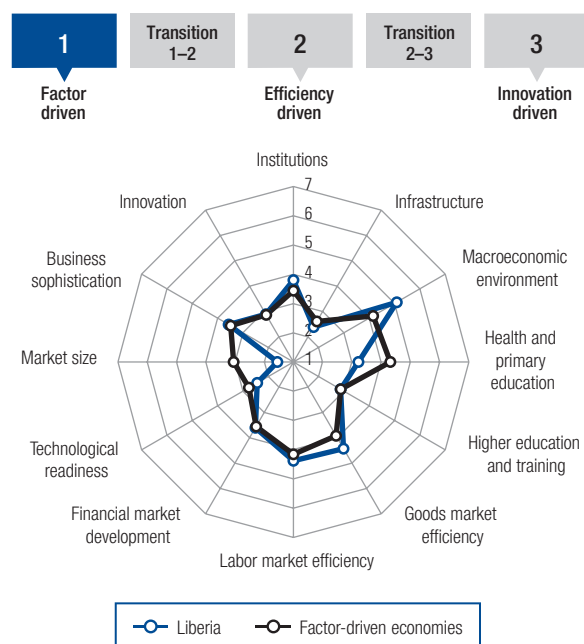 1
Transition
1–2
2
Transition
2–3
3
Factor
driven
Efficiency
driven
Innovation
driven
Institutions
Infrastructure
Macroeconomic
environment
Health and
primary
education
Higher education
and training
Goods market
efficiency
Labor market efficiency
Financial market
development
Technological
readiness
Market size
Business
sophistication
Innovation
7
6
5
4
3
2
1
Liberia
Factor-driven economies